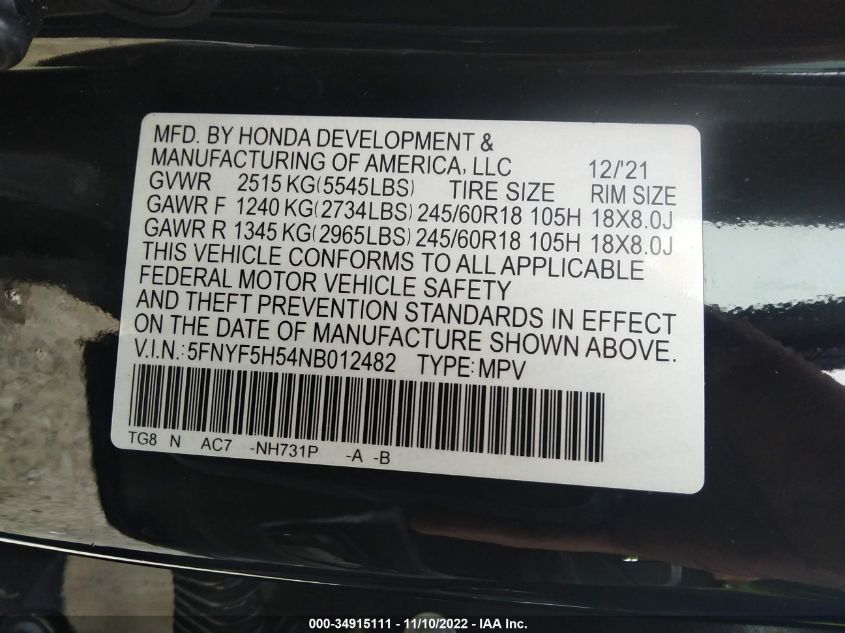 MFD. BY HONDA DEVELOPMENT &
MANUFACTURING OF AMERICA, LLC 12/'21
GVWR 2515 KG(5545LBS) TIRE SIZE RIM SIZE
GAWR F 1240 KG(2734LBS) 245/60R18 105H 18X8.0J
GAWR R 1345 KG(2965LBS) 245/60R18 105H 18X8.0J
THIS VEHICLE CONFORMS TO ALL APPLICABLE
FEDERAL MOTOR VEHICLE SAFETY
AND THEFT PREVENTION STANDARDS IN EFFECT
ON THE DATE OF MANUFACTURE SHOWN ABOVE.
V.I.N.:5FNYF5H54NB012482 TYPE:MPV
TG8 N AC7 -NH731P -A -B
000-34915111 - 11/10/2022 - IAA Inc.